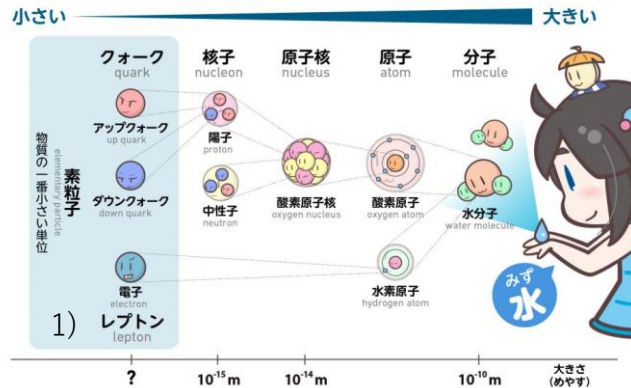 小さい
大きい
クォーク
quark
核子
nucleon
原子核
nucleus
原子
atom
分子
molecule
物質の一番小さい単位
素粒子
elementary particle
アップクォーク
up quark
ダウンクォーク
down quark
電子
electron
1) レプトン
lepton
陽子
proton
中性子
neutron
酸素原子核
oxygen nucleus
酸素原子
oxygen atom
水素原子
hydrogen atom
水分子
water molecule
みず
水
?
10⁻¹⁵ m
10⁻¹⁴ m
10⁻¹⁰ m
大きさ
(めやす)